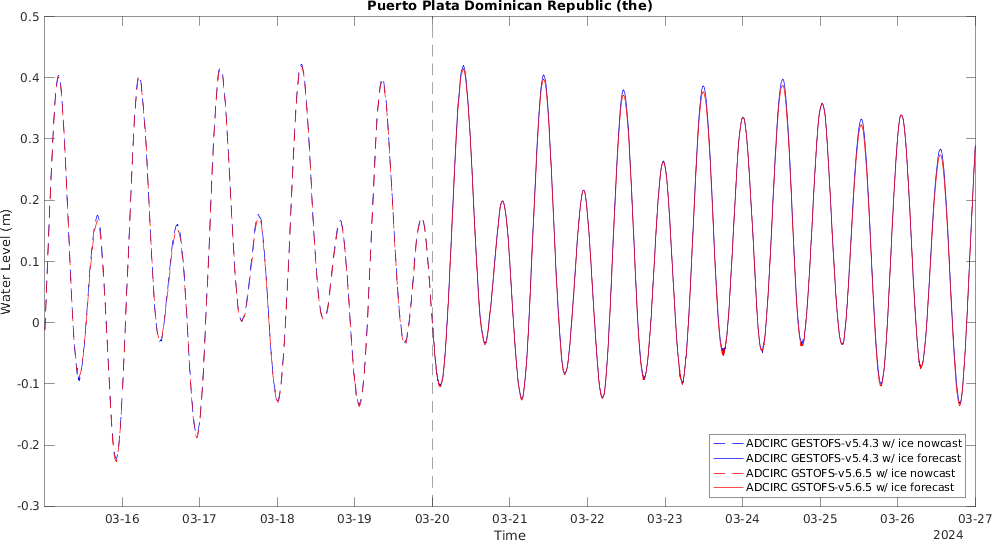 Puerto Plata Dominican Republic (the)
0.5
0.4
0.3
0.2
0.1
0
-0.1
-0.2
-0.3
Water Level (m)
03-16 03-17 03-18 03-19 03-20 03-21 03-22 03-23 03-24 03-25 03-26 03-27
Time
2024
ADCIRC GESTOFS-v5.4.3 w/ ice nowcast
ADCIRC GESTOFS-v5.4.3 w/ ice forecast
ADCIRC GSTOFS-v5.6.5 w/ ice nowcast
ADCIRC GSTOFS-v5.6.5 w/ ice forecast